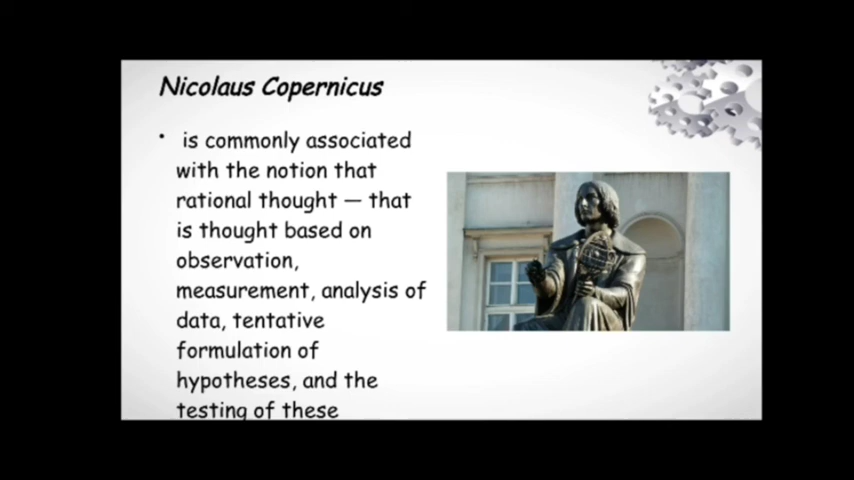 Nicolaus Copernicus
• is commonly associated
with the notion that
rational thought — that
is thought based on
observation,
measurement, analysis of
data, tentative
formulation of
hypotheses, and the
testing of these